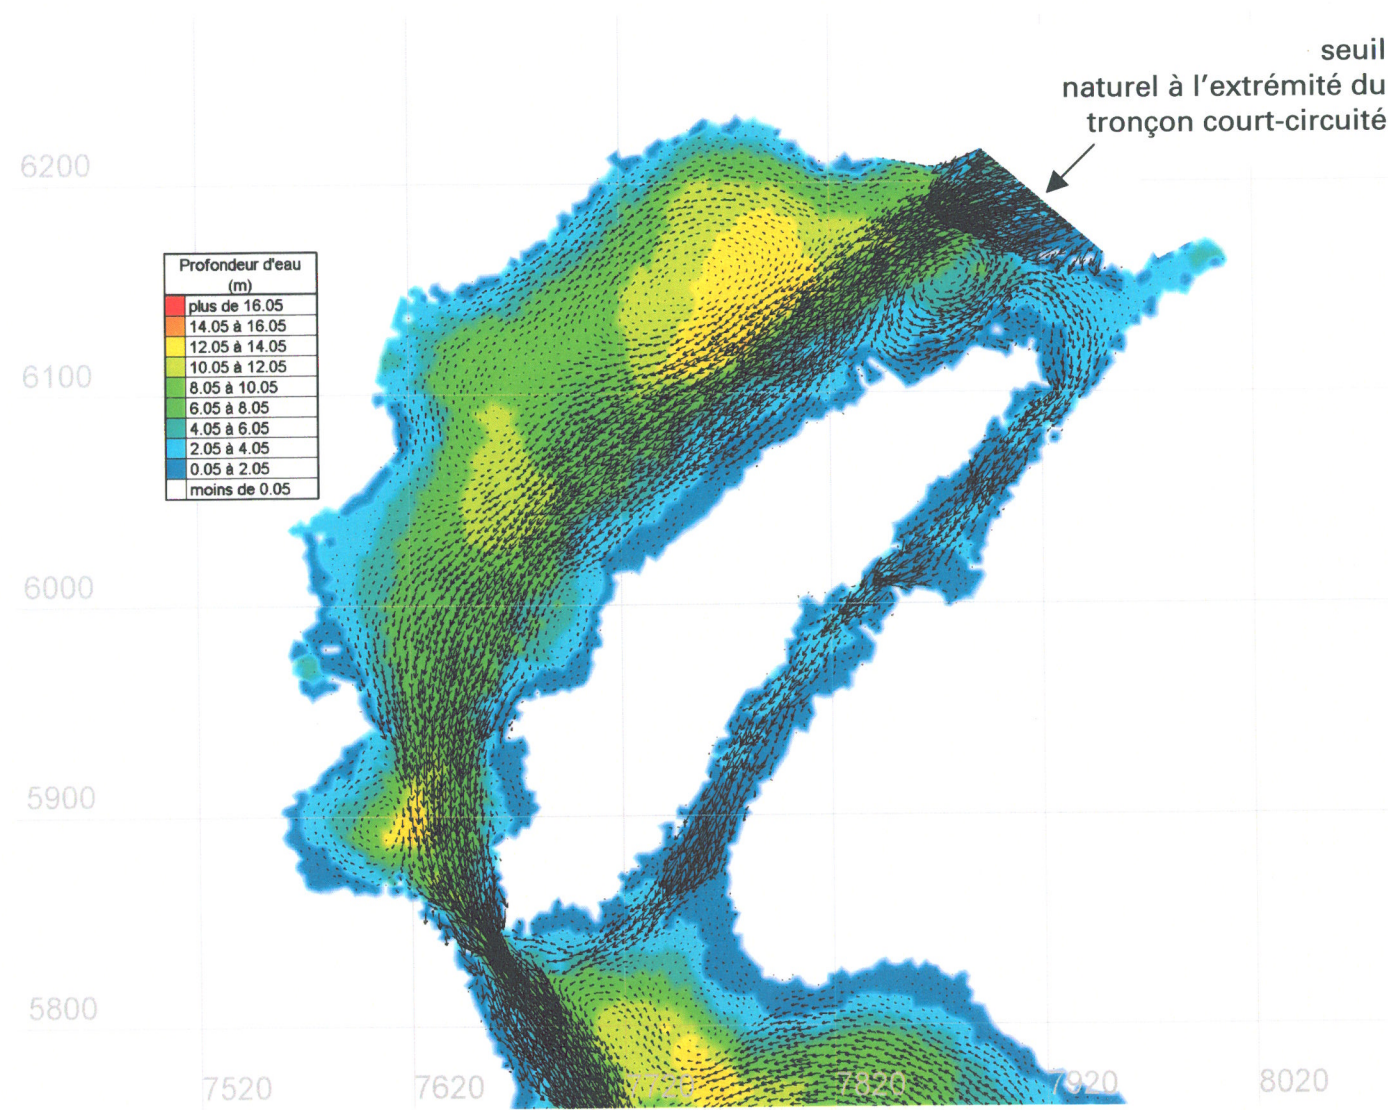 seuil
naturel à l'extrémité du
tronçon court-circuité
6200
Profondeur d'eau
(m)
plus de 16.05
14.05 à 16.05
12.05 à 14.05
10.05 à 12.05
8.05 à 10.05
6.05 à 8.05
4.05 à 6.05
2.05 à 4.05
0.05 à 2.05
moins de 0.05
6100
6000
5900
5800
7520
7620
7720
7820
7920
8020